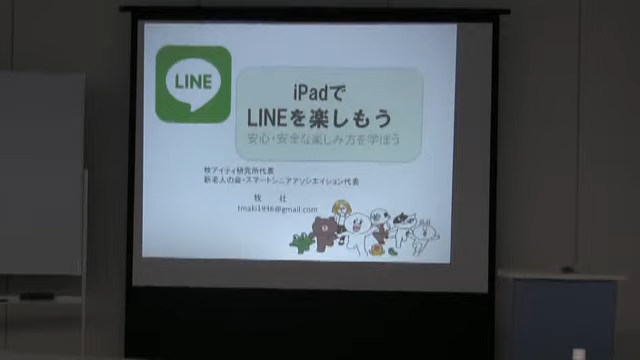 LINE
iPadで
LINEを楽しもう
安心・安全な楽しみ方を学ぼう
牧アイティ研究所代表
新老人の会・スマートシニアアソシエイション代表
牧 壮
tmaki1936@gmail.com